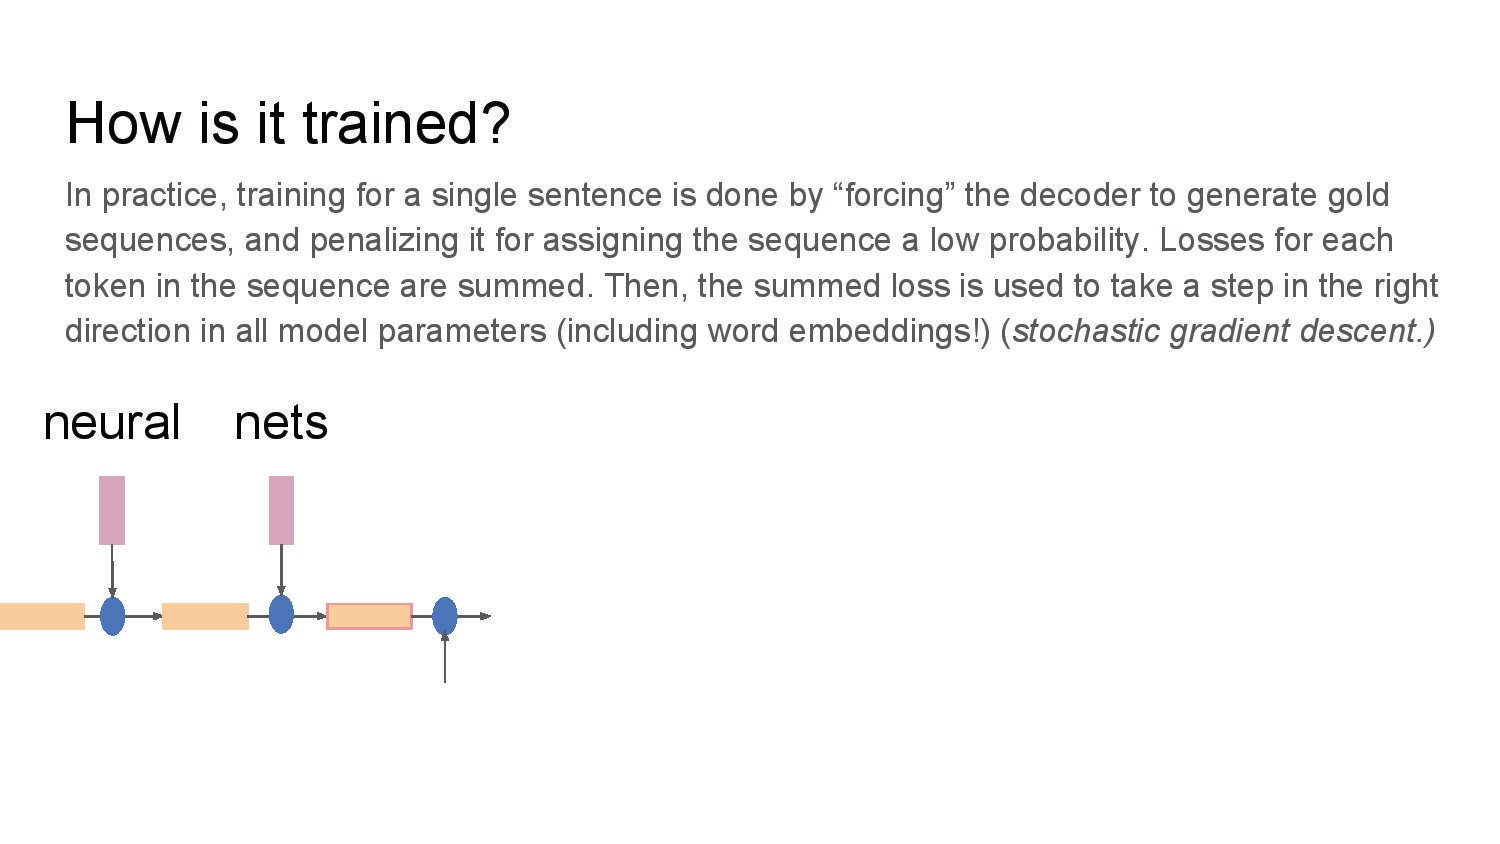 How is it trained?
In practice, training for a single sentence is done by “forcing” the decoder to generate gold
sequences, and penalizing it for assigning the sequence a low probability. Losses for each
token in the sequence are summed. Then, the summed loss is used to take a step in the right
direction in all model parameters (including word embeddings!) (stochastic gradient descent.)
neural nets